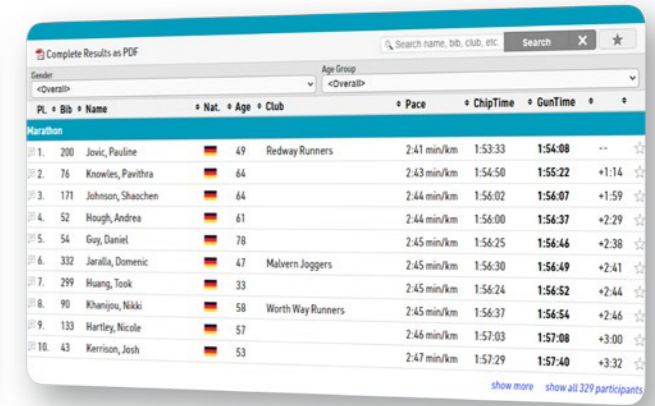 Complete Results as PDF
Search name, bib, club, etc. Search X
Gender Age Group
<Overall> <Overall>
Pl. Bib Name Nat. Age Club Pace ChipTime GunTime
Marathon
1. 200 Jovic, Pauline 49 Redway Runners 2:41 min/km 1:53:33 1:54:08 --
2. 76 Knowles, Pavithra 64 2:43 min/km 1:54:50 1:55:22 +1:14
3. 171 Johnson, Shaochen 64 2:44 min/km 1:56:02 1:56:07 +1:59
4. 52 Hough, Andrea 61 2:44 min/km 1:56:00 1:56:37 +2:29
5. 54 Guy, Daniel 78 2:45 min/km 1:56:25 1:56:46 +2:38
6. 332 Jaralla, Domenic 47 Malvern Joggers 2:45 min/km 1:56:30 1:56:49 +2:41
7. 299 Huang, Took 33 2:45 min/km 1:56:24 1:56:52 +2:44
8. 90 Khanijou, Nikki 58 Worth Way Runners 2:45 min/km 1:56:37 1:56:54 +2:46
9. 133 Hartley, Nicole 57 2:46 min/km 1:57:03 1:57:08 +3:00
10. 43 Kerrison, Josh 53 2:47 min/km 1:57:29 1:57:40 +3:32
show more show all 329 participants